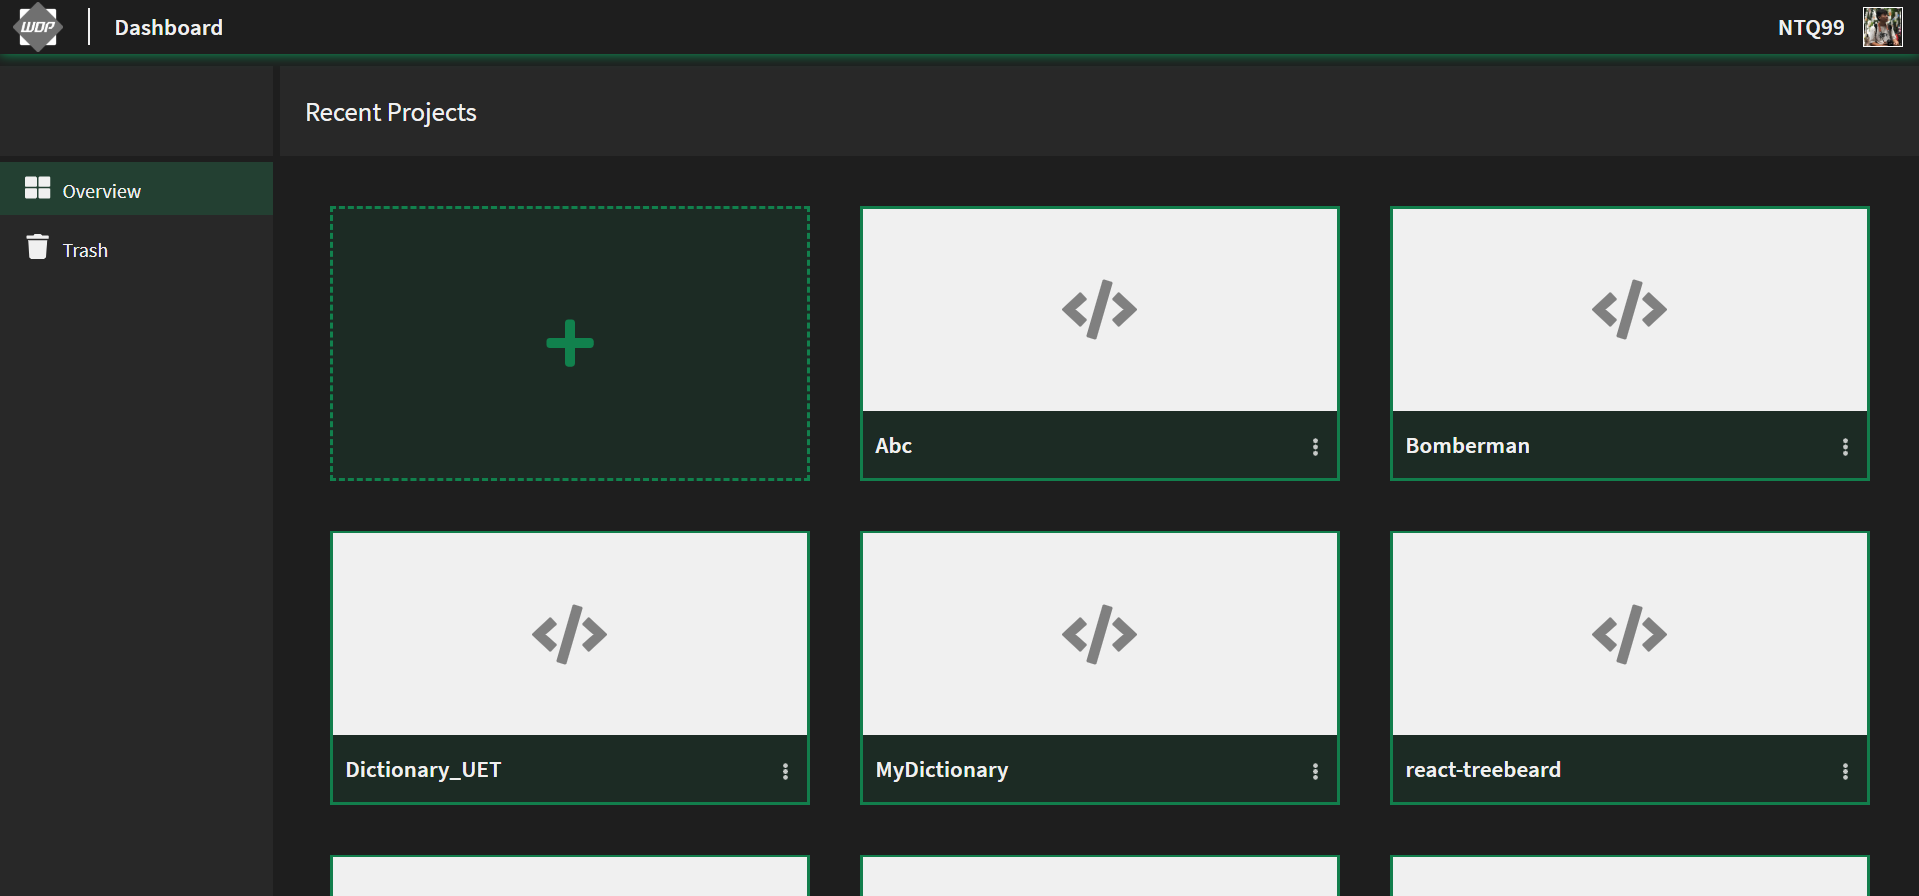 WDP
Dashboard
NTQ99
Recent Projects
Overview
Trash
Abc
Bomberman
Dictionary_UET
MyDictionary
react-treebeard